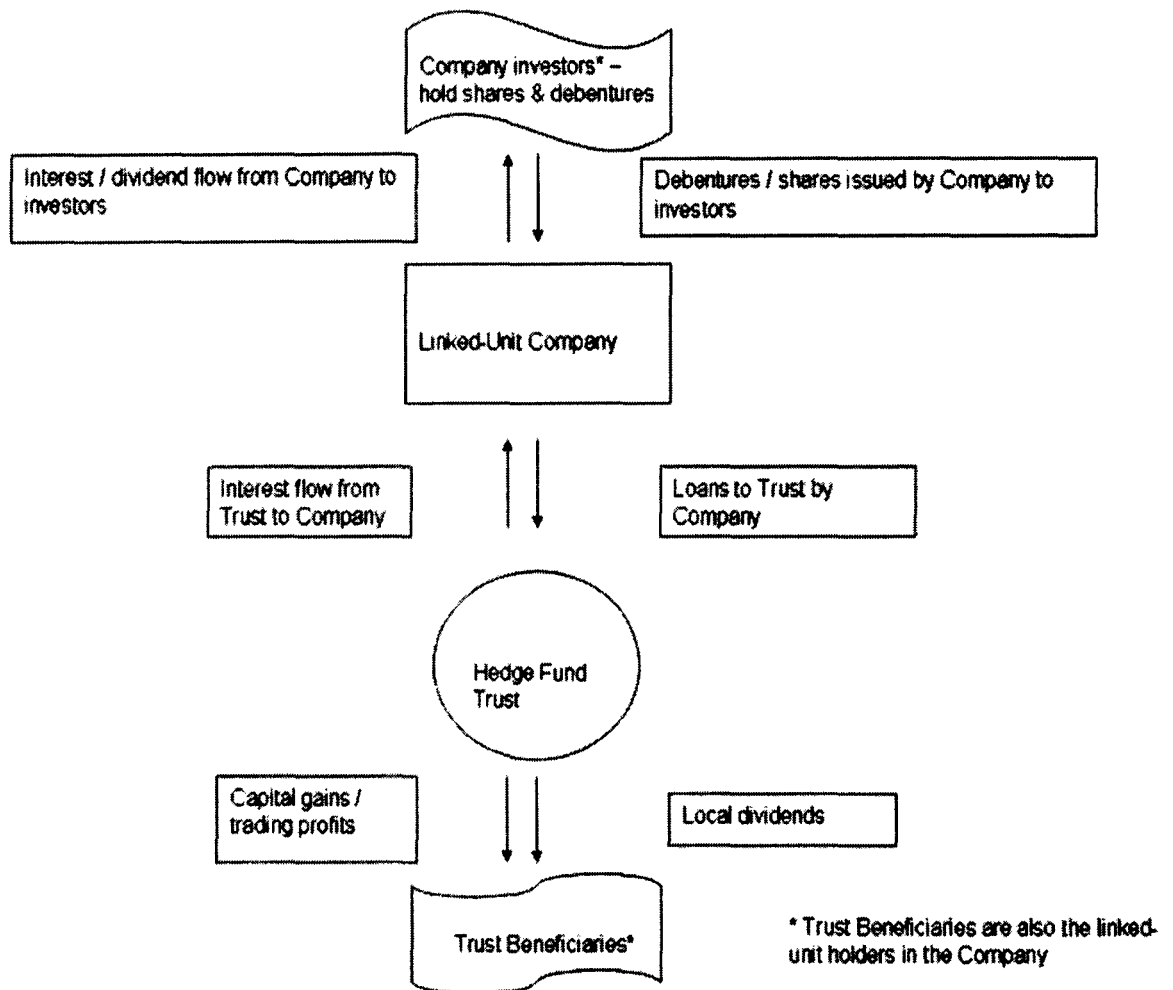 Company investors* –
hold shares & debentures
Interest / dividend flow from Company to
investors
Debentures / shares issued by Company to
investors
Linked-Unit Company
Interest flow from
Trust to Company
Loans to Trust by
Company
Hedge Fund
Trust
Capital gains /
trading profits
Local dividends
Trust Beneficiaries*
* Trust Beneficiaries are also the linked-
unit holders in the Company